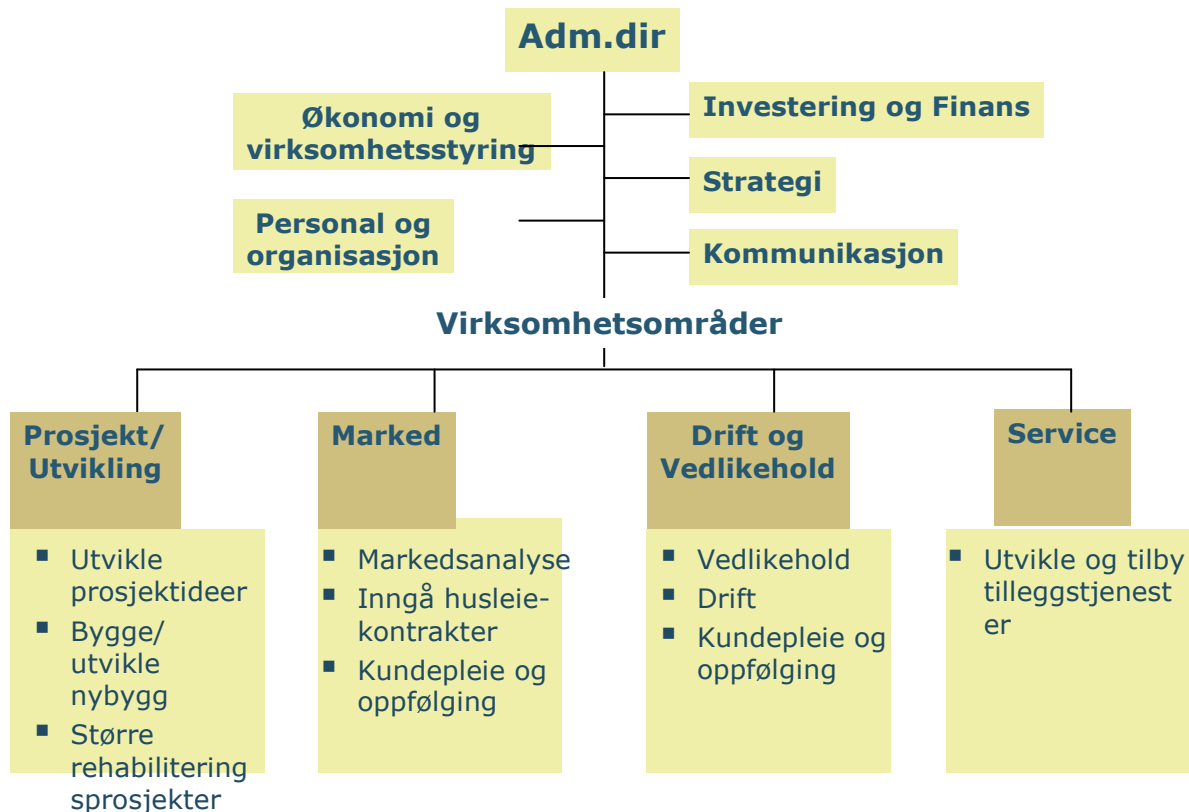 Adm.dir
Økonomi og
virksomhetsstyring
Investering og Finans
Strategi
Personal og
organisasjon
Kommunikasjon
Virksomhetsområder
Prosjekt/
Utvikling
▪ Utvikle
prosjektideer
▪ Bygge/
utvikle
nybygg
▪ Større
rehabilitering
sprosjekter
Marked
▪ Markedsanalyse
▪ Inngå husleie-
kontrakter
▪ Kundepleie og
oppfølging
Drift og
Vedlikehold
▪ Vedlikehold
▪ Drift
▪ Kundepleie og
oppfølging
Service
▪ Utvikle og tilby
tilleggstjenest
er